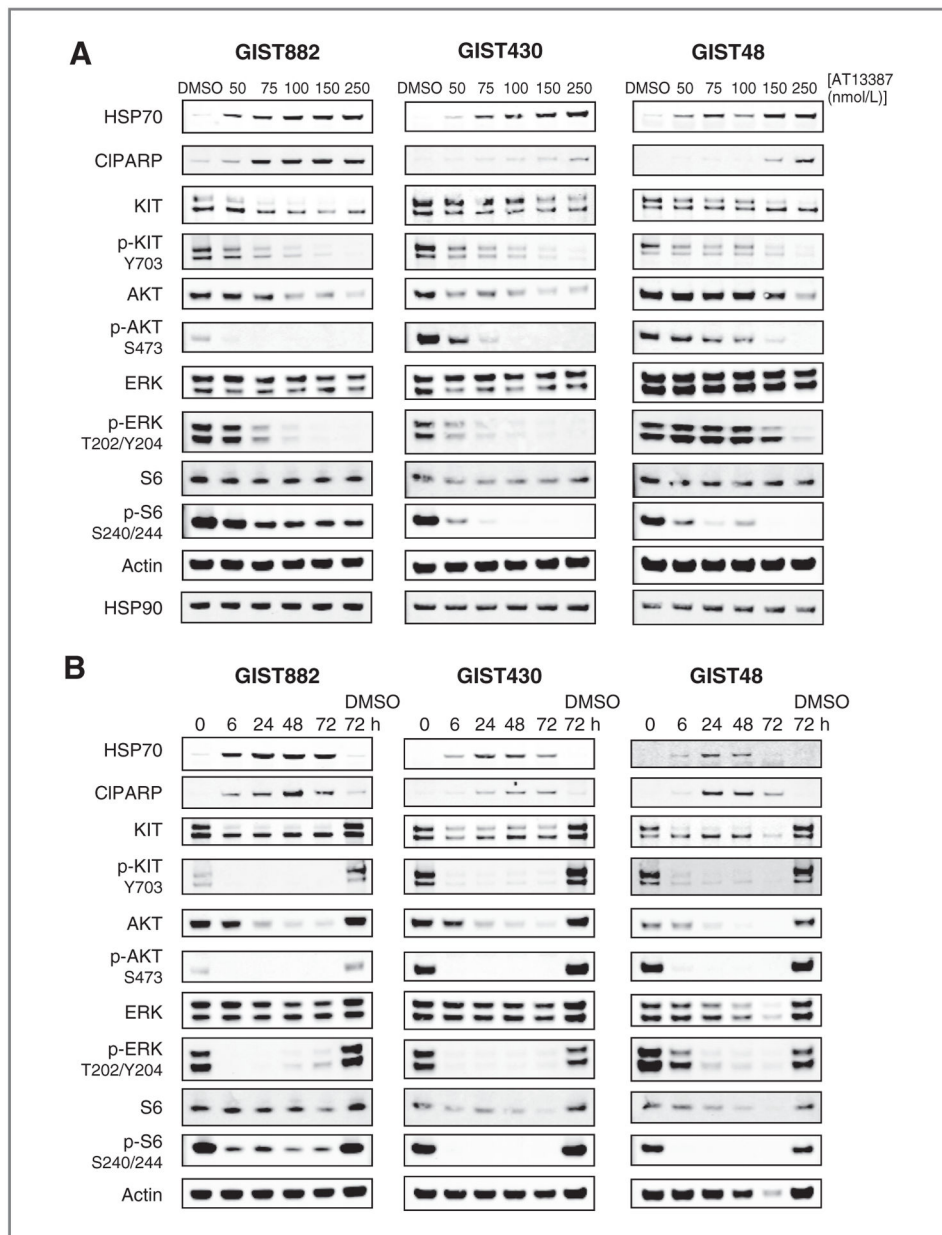 A
GIST882 GIST430 GIST48
DMSO 50 75 100 150 250 DMSO 50 75 100 150 250 DMSO 50 75 100 150 250 [AT13387
(nmol/L)]
HSP70
ClPARP
KIT
p-KIT
Y703
AKT
p-AKT
S473
ERK
p-ERK
T202/Y204
S6
p-S6
S240/244
Actin
HSP90
B
GIST882 GIST430 GIST48
DMSO DMSO DMSO
0 6 24 48 72 72 h 0 6 24 48 72 72 h 0 6 24 48 72 72 h
HSP70
ClPARP
KIT
p-KIT
Y703
AKT
p-AKT
S473
ERK
p-ERK
T202/Y204
S6
p-S6
S240/244
Actin